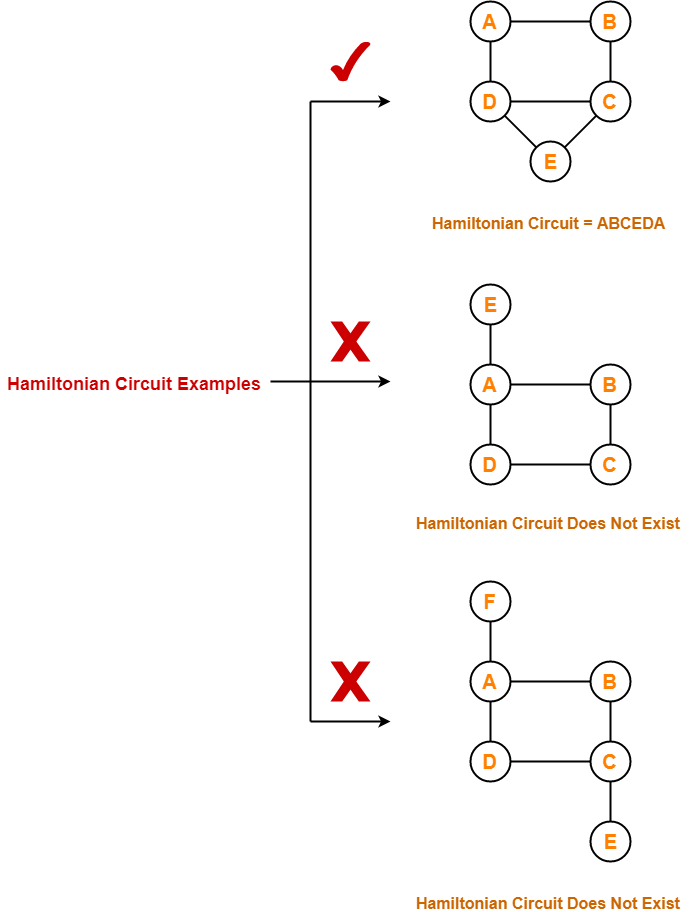 A B
D C
E
Hamiltonian Circuit = ABCEDA
E
Hamiltonian Circuit Examples
A B
D C
Hamiltonian Circuit Does Not Exist
F
A B
D C
E
Hamiltonian Circuit Does Not Exist